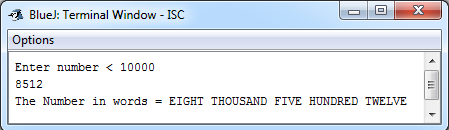 BlueJ: Terminal Window - ISC
Options
Enter number < 10000
8512
The Number in words = EIGHT THOUSAND FIVE HUNDRED TWELVE